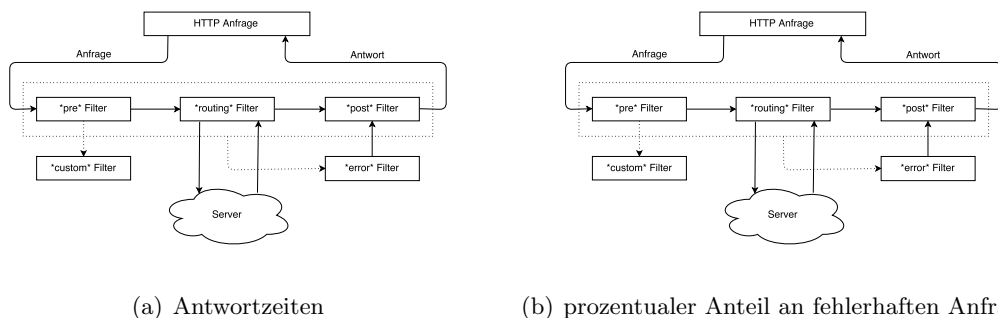 HTTP Anfrage
Anfrage
Antwort
*pre* Filter
*routing* Filter
*post* Filter
*custom* Filter
*error* Filter
Server
(a) Antwortzeiten
HTTP Anfrage
Anfrage
Antwort
*pre* Filter
*routing* Filter
*post* Filter
*custom* Filter
*error* Filter
Server
(b) prozentualer Anteil an fehlerhaften Anfr